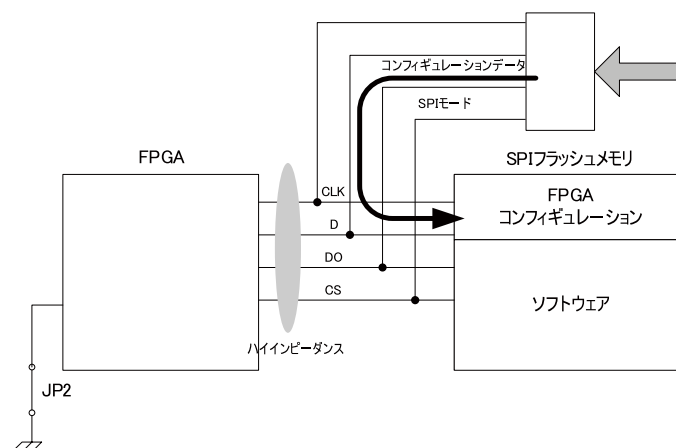 コンフィギュレーションデータ
SPIモード
FPGA
SPIフラッシュメモリ
CLK
FPGA
コンフィギュレーション
D
DO
CS
ソフトウェア
ハイインピーダンス
JP2